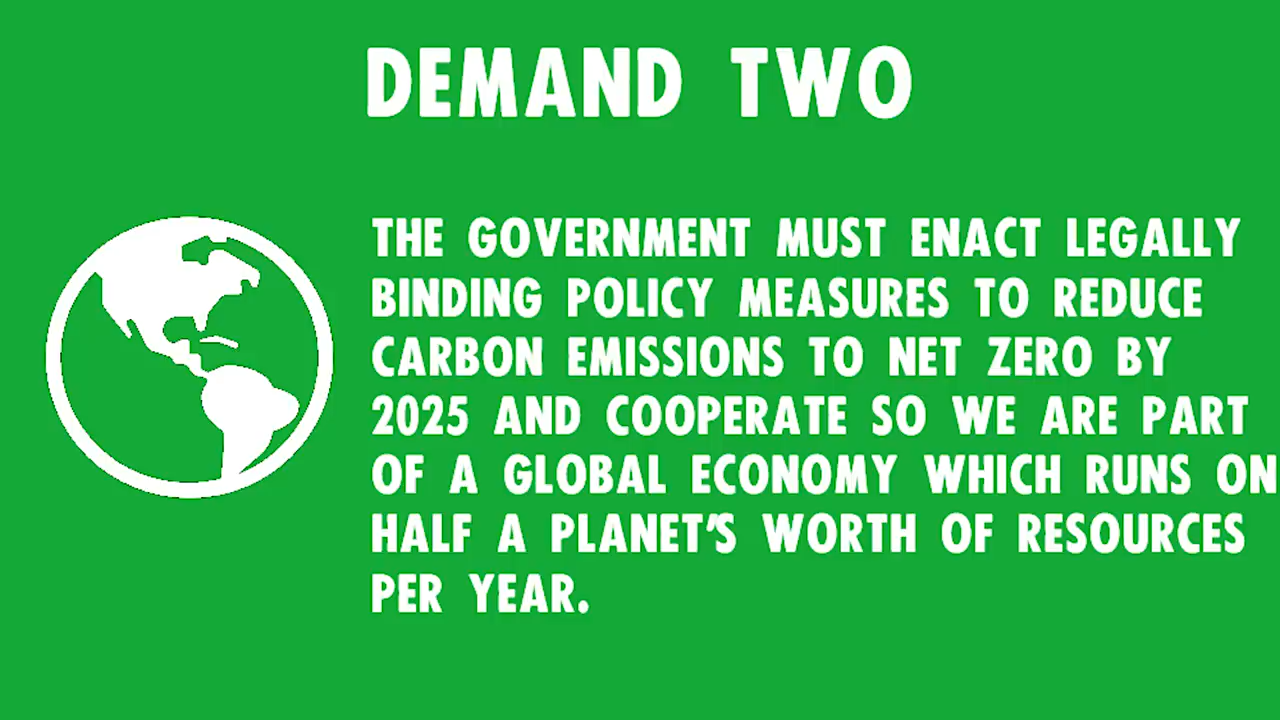 DEMAND TWO
THE GOVERNMENT MUST ENACT LEGALLY
BINDING POLICY MEASURES TO REDUCE
CARBON EMISSIONS TO NET ZERO BY
2025 AND COOPERATE SO WE ARE PART
OF A GLOBAL ECONOMY WHICH RUNS ON
HALF A PLANET'S WORTH OF RESOURCES
PER YEAR.